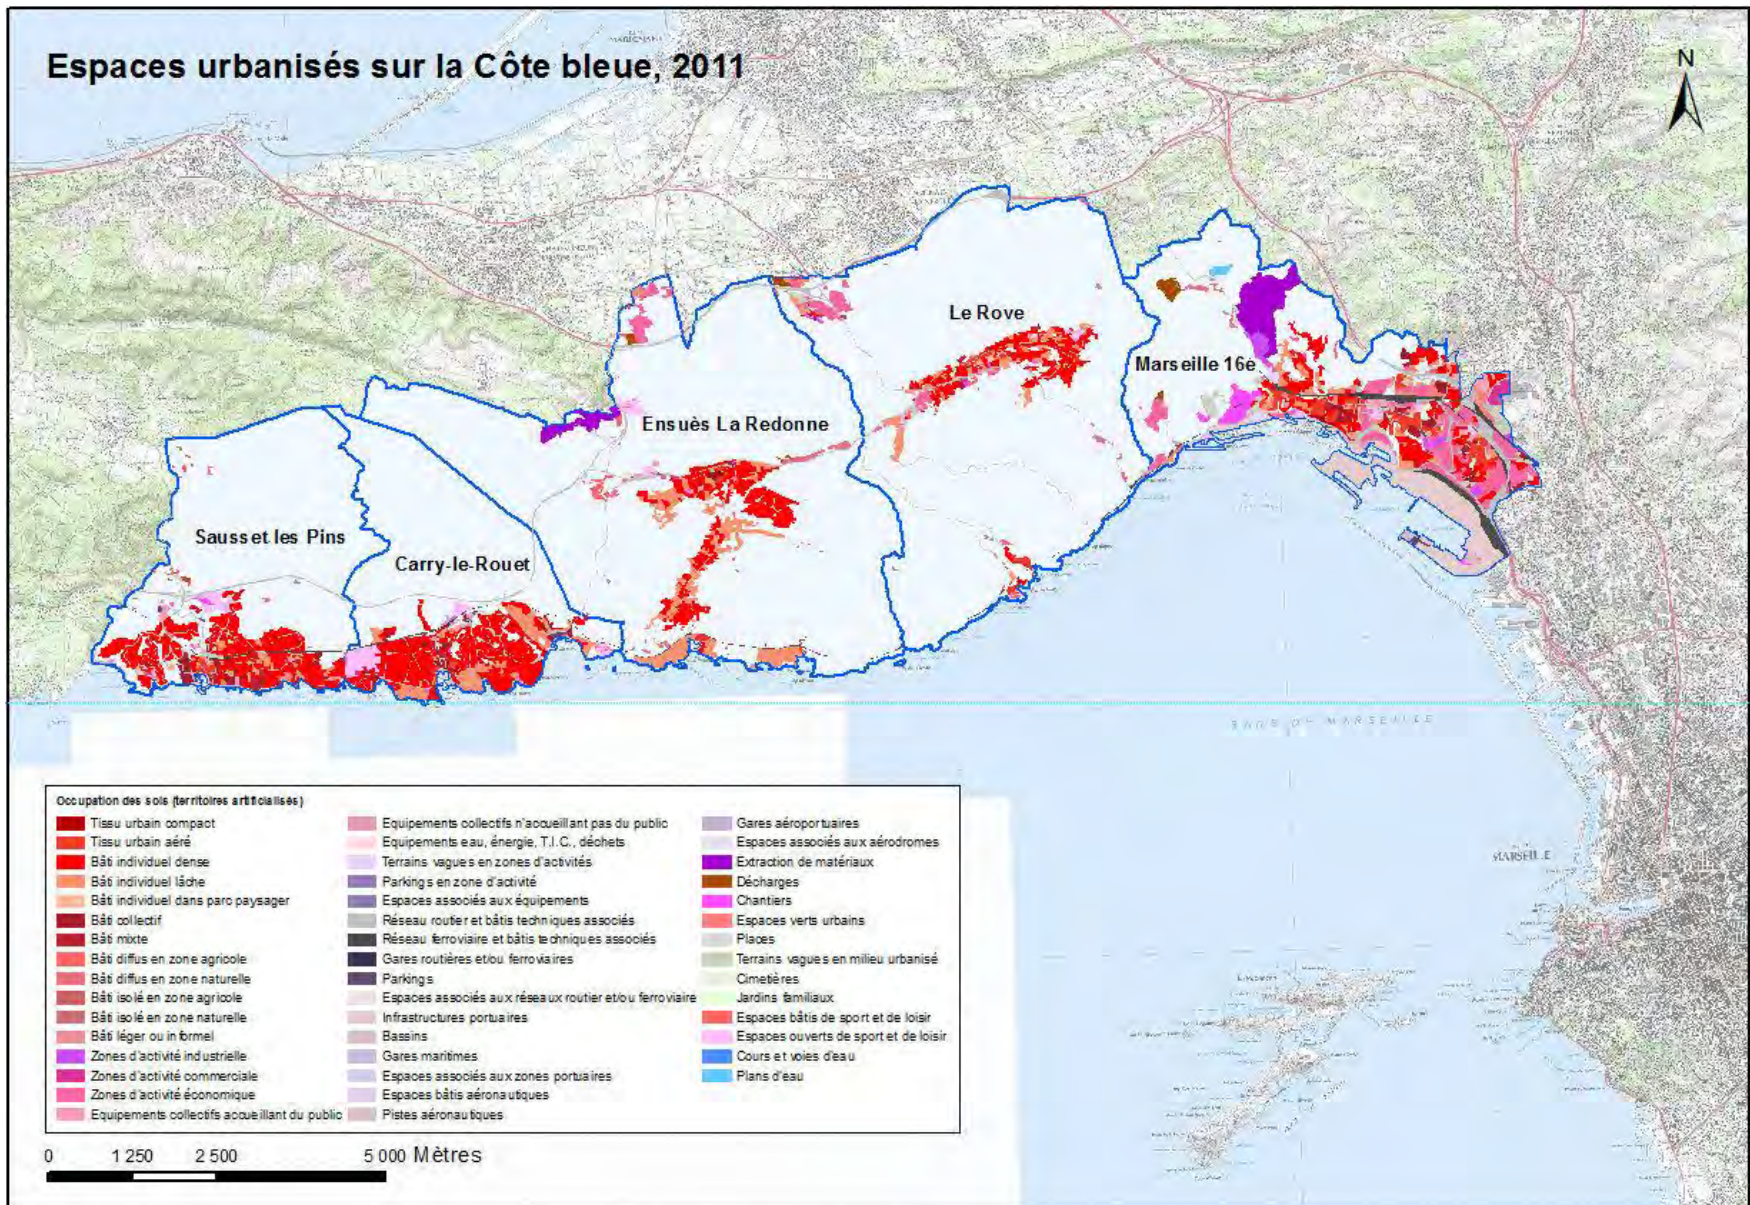 Espaces urbanisés sur la Côte bleue, 2011
N
Le Rove
Marseille 16è
Ensuès La Redonne
Sausset les Pins
Carry-le-Rouet
RADE DE MARSEILLE
MARSEILLE
Occupation des sols (territoires artificialisés)
Tissu urbain compact
Tissu urbain aéré
Bâti individuel dense
Bâti individuel lâche
Bâti individuel dans parc paysager
Bâti collectif
Bâti mixte
Bâti diffus en zone agricole
Bâti diffus en zone naturelle
Bâti isolé en zone agricole
Bâti isolé en zone naturelle
Bâti léger ou informel
Zones d'activité industrielle
Zones d'activité commerciale
Zones d'activité économique
Equipements collectifs accueillant du public
Equipements collectifs n'accueillant pas du public
Equipements eau, énergie, T.I.C., déchets
Terrains vagues en zones d'activités
Parkings en zone d'activité
Espaces associés aux équipements
Réseau routier et bâtis techniques associés
Réseau ferroviaire et bâtis techniques associés
Gares routières et/ou ferroviaires
Parkings
Espaces associés aux réseaux routier et/ou ferroviaire
Infrastructures portuaires
Bassins
Gares maritimes
Espaces associés aux zones portuaires
Espaces bâtis aéronautiques
Pistes aéronautiques
Gares aéroportuaires
Espaces associés aux aérodromes
Extraction de matériaux
Décharges
Chantiers
Espaces verts urbains
Places
Terrains vagues en milieu urbanisé
Cimetières
Jardins familiaux
Espaces bâtis de sport et de loisir
Espaces ouverts de sport et de loisir
Cours et voies d'eau
Plans d'eau
0 1 250 2 500 5 000 Mètres